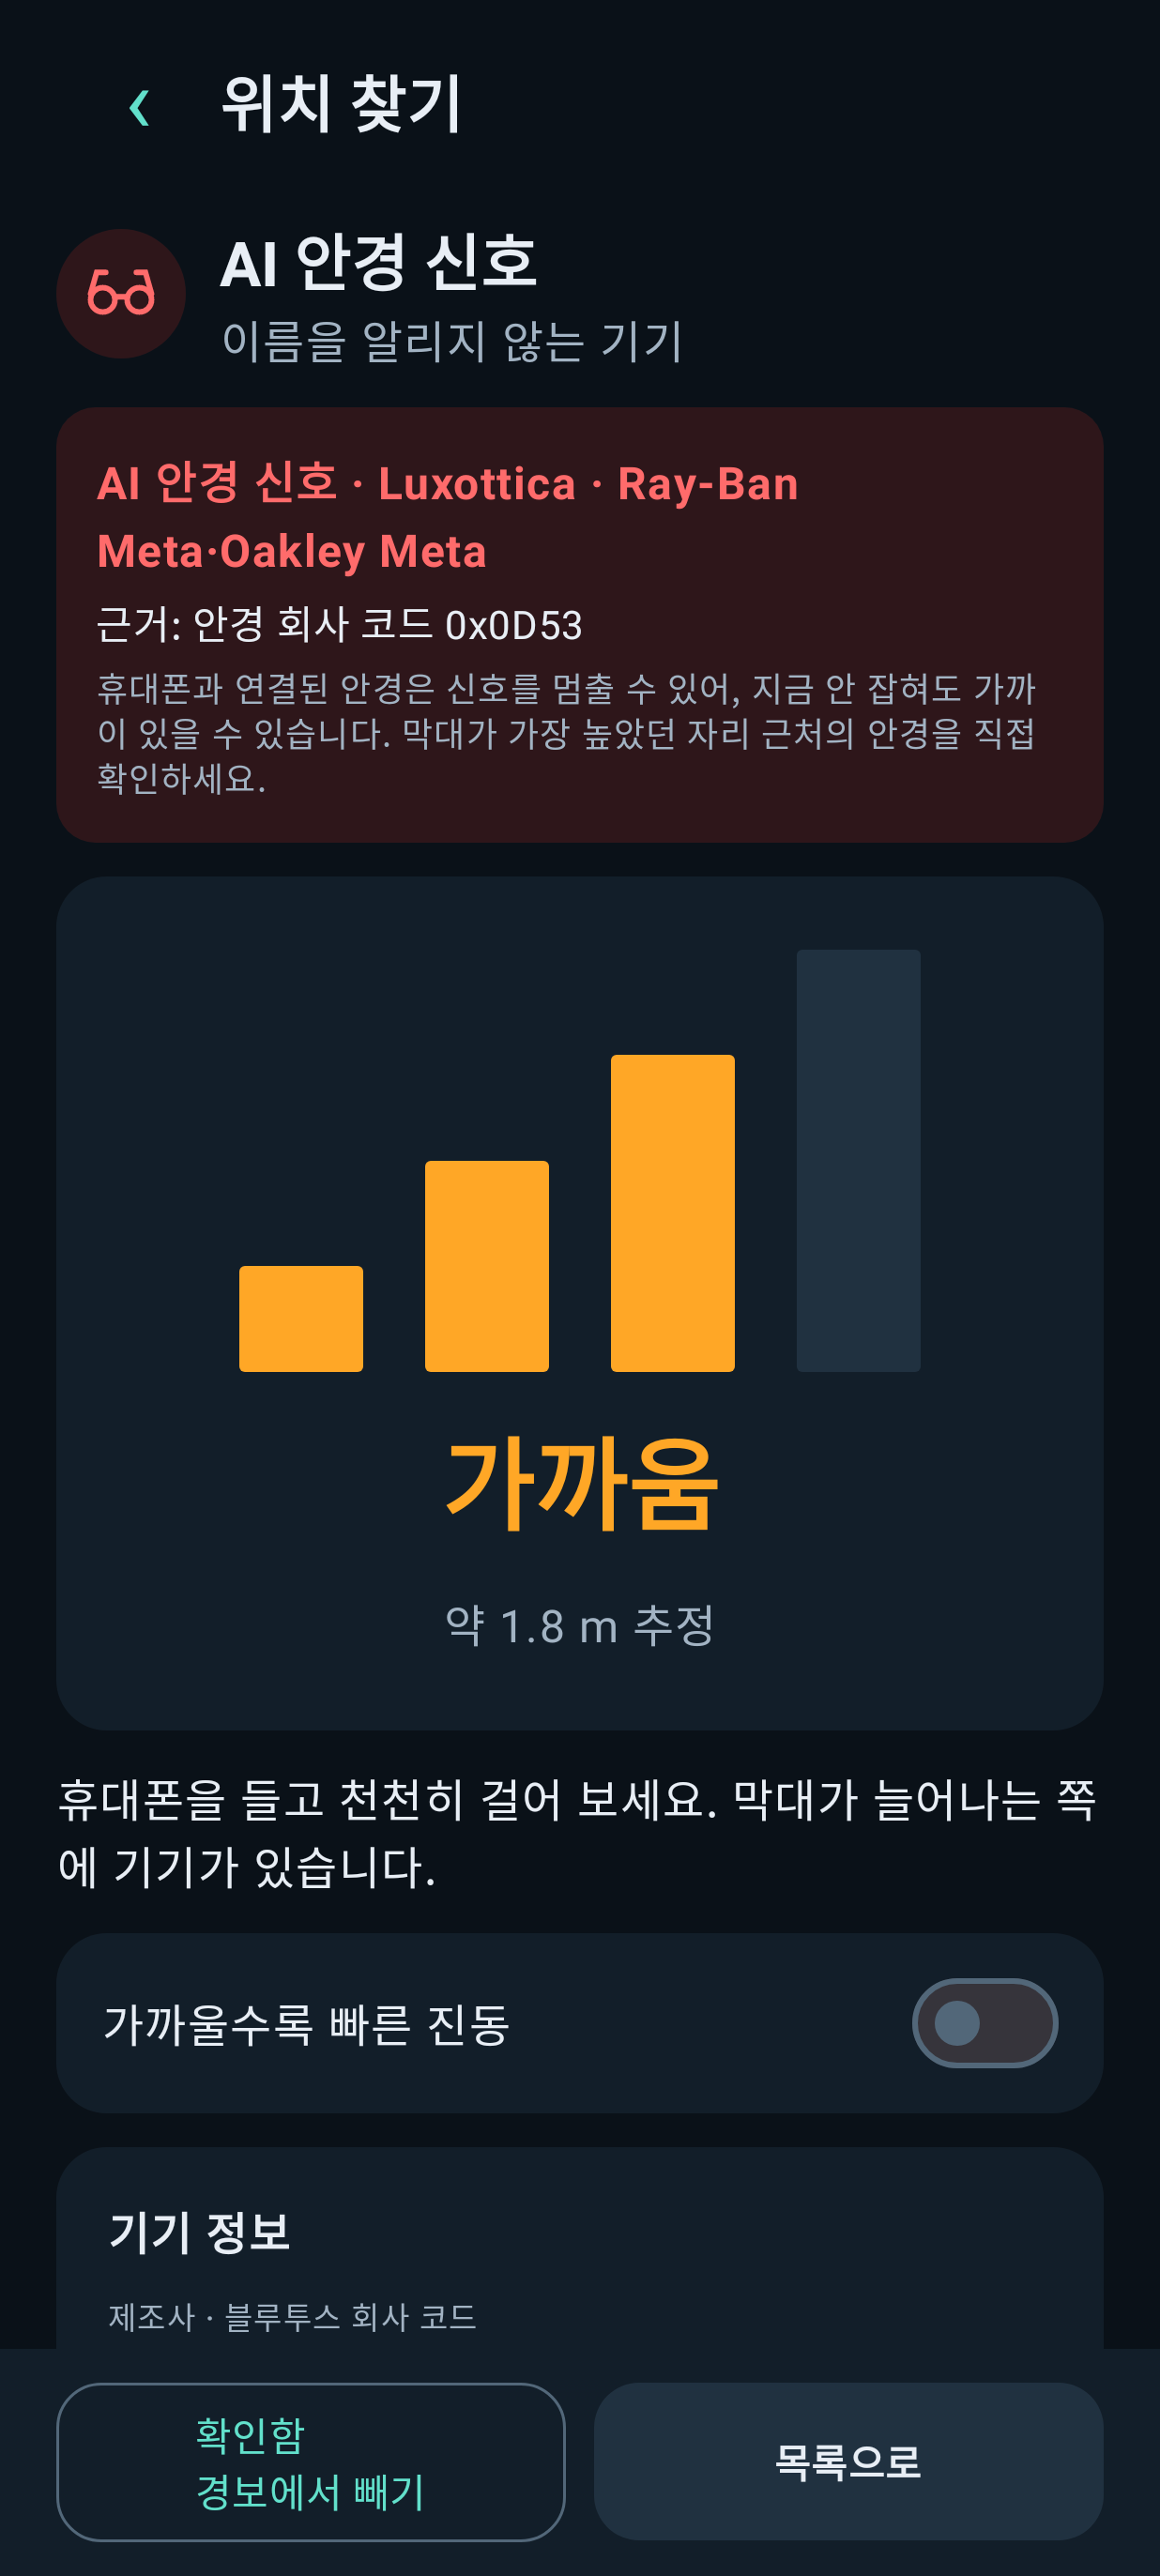 위치 찾기
AI 안경 신호
이름을 알리지 않는 기기
AI 안경 신호 · Luxottica · Ray-Ban
Meta·Oakley Meta
근거: 안경 회사 코드 0x0D53
휴대폰과 연결된 안경은 신호를 멈출 수 있어, 지금 안 잡혀도 가까
이 있을 수 있습니다. 막대가 가장 높았던 자리 근처의 안경을 직접
확인하세요.
가까움
약 1.8 m 추정
휴대폰을 들고 천천히 걸어 보세요. 막대가 늘어나는 쪽
에 기기가 있습니다.
가까울수록 빠른 진동
기기 정보
제조사 · 블루투스 회사 코드
확인함
경보에서 빼기
목록으로